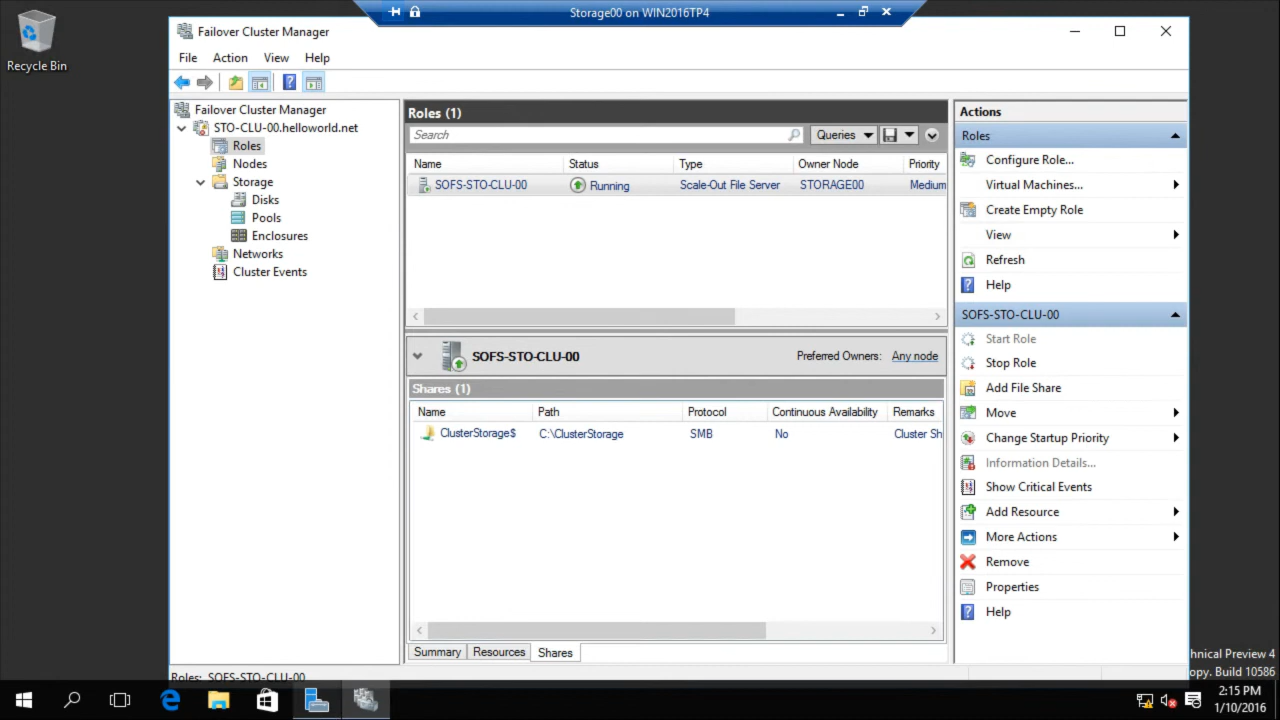 Storage00 on WIN2016TP4
Recycle Bin
Failover Cluster Manager
File Action View Help
Failover Cluster Manager
STO-CLU-00.helloworld.net
Roles
Nodes
Storage
Disks
Pools
Enclosures
Networks
Cluster Events
Roles (1)
Search
Queries
Name Status Type Owner Node Priority
SOFS-STO-CLU-00 Running Scale-Out File Server STORAGE00 Medium
SOFS-STO-CLU-00
Preferred Owners: Any node
Shares (1)
Name Path Protocol Continuous Availability Remarks
ClusterStorage$ C:\ClusterStorage SMB No Cluster Sh
Summary Resources Shares
Actions
Roles
Configure Role...
Virtual Machines...
Create Empty Role
View
Refresh
Help
SOFS-STO-CLU-00
Start Role
Stop Role
Add File Share
Move
Change Startup Priority
Information Details...
Show Critical Events
Add Resource
More Actions
Remove
Properties
Help
Roles: SOFS-STO-CLU-00
hnical Preview 4
opy. Build 10586
2:15 PM
1/10/2016